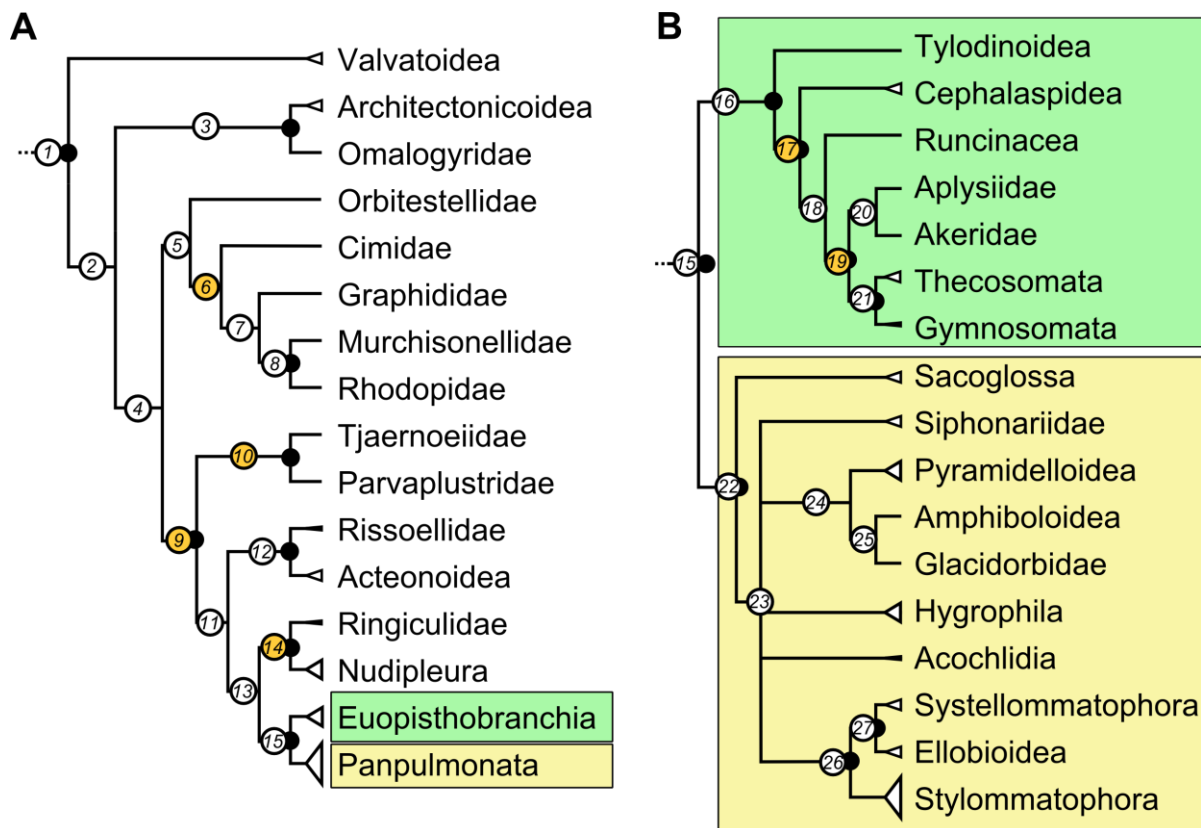 A
Valvatoidea
Architectonicoidea
3
1
Omalogyridae
Orbitestellidae
5
Cimidae
2
6
Graphididae
7
Murchisonellidae
8
Rhodopidae
4
Tjaernoeiidae
10
Parvaplustridae
Rissoellidae
9
12
Acteonoidea
11
Ringiculidae
14
Nudipleura
13
Euopisthobranchia
15
Panpulmonata
B
Tylodinoidea
16
Cephalaspidea
Runcinacea
17
Aplysiidae
20
18
Akeridae
15
19
Thecosomata
21
Gymnosomata
Sacoglossa
Siphonariidae
Pyramidelloidea
22
24
Amphiboloidea
25
Glacidorbidae
23
Hygrophila
Acochlidia
Systellommatophora
27
Ellobioidea
26
Stylommatophora